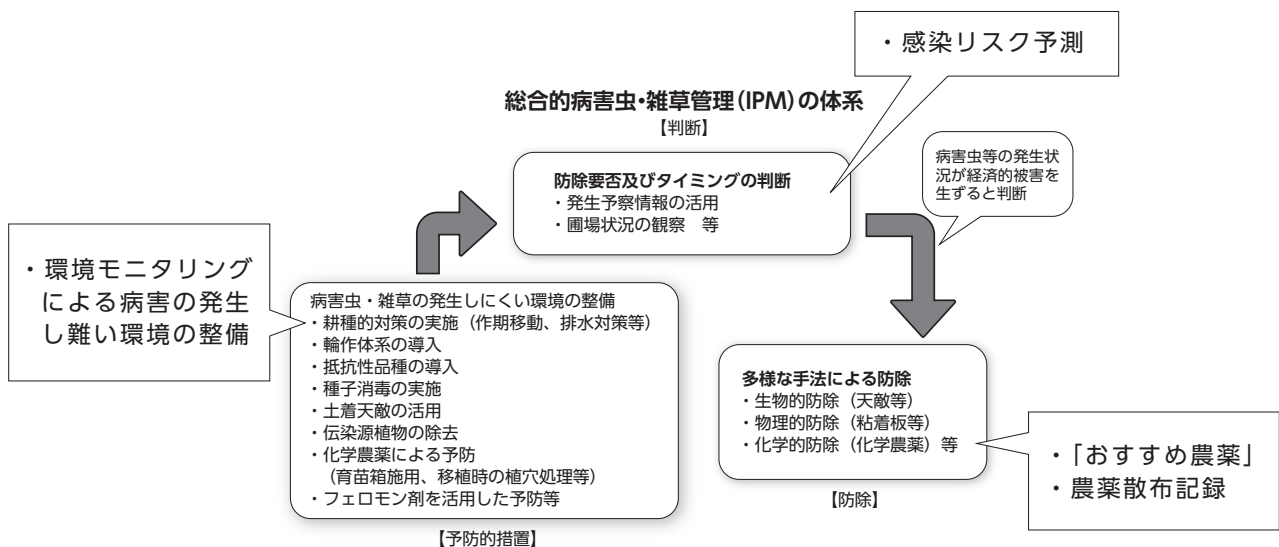 ・感染リスク予測
総合的病害虫・雑草管理(IPM)の体系
【判断】
防除要否及びタイミングの判断
・発生予察情報の活用
・圃場状況の観察　等
病害虫等の発生状
況が経済的被害を
生ずると判断
・環境モニタリング
による病害の発生
し難い環境の整備
病害虫・雑草の発生しにくい環境の整備
・耕種的対策の実施（作期移動、排水対策等）
・輪作体系の導入
・抵抗性品種の導入
・種子消毒の実施
・土着天敵の活用
・伝染源植物の除去
・化学農薬による予防
（育苗箱施用、移植時の植穴処理等）
・フェロモン剤を活用した予防等
【予防的措置】
多様な手法による防除
・生物的防除（天敵等）
・物理的防除（粘着板等）
・化学的防除（化学農薬）等
【防除】
・「おすすめ農薬」
・農薬散布記録